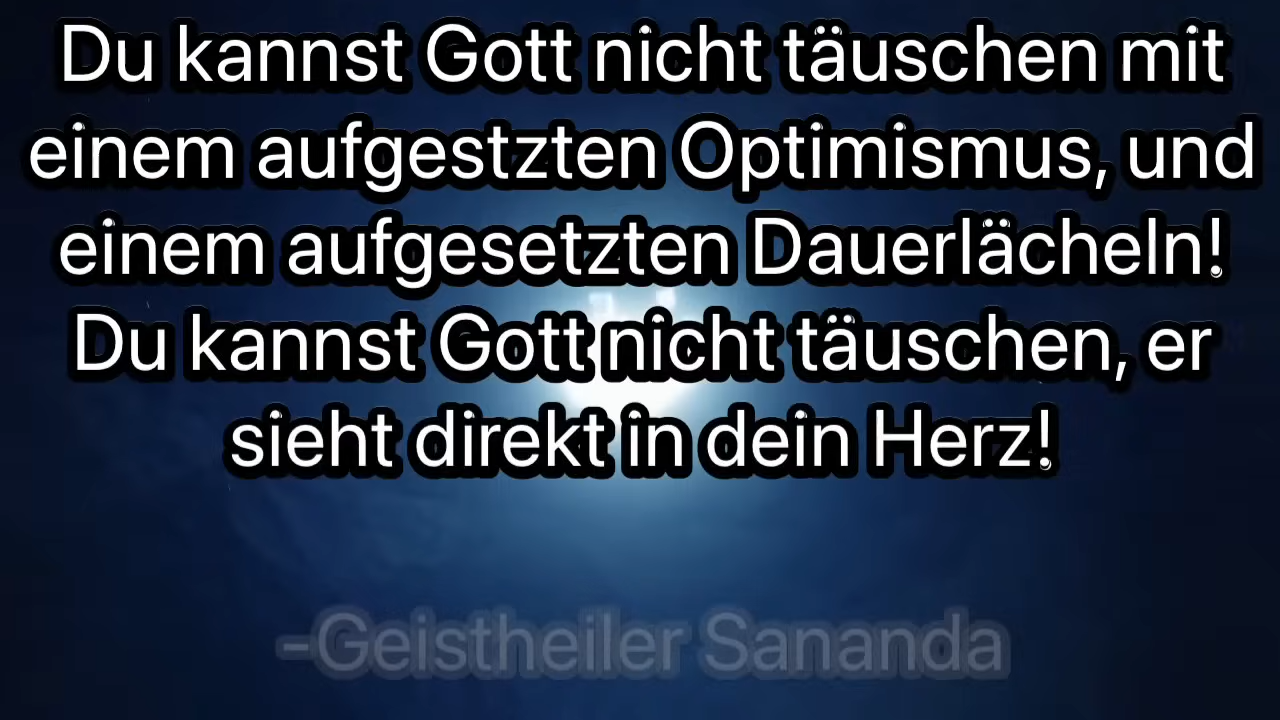 Du kannst Gott nicht täuschen mit
einem aufgestzten Optimismus, und
einem aufgesetzten Dauerlächeln!
Du kannst Gott nicht täuschen, er
sieht direkt in dein Herz!
-Geistheiler Sananda